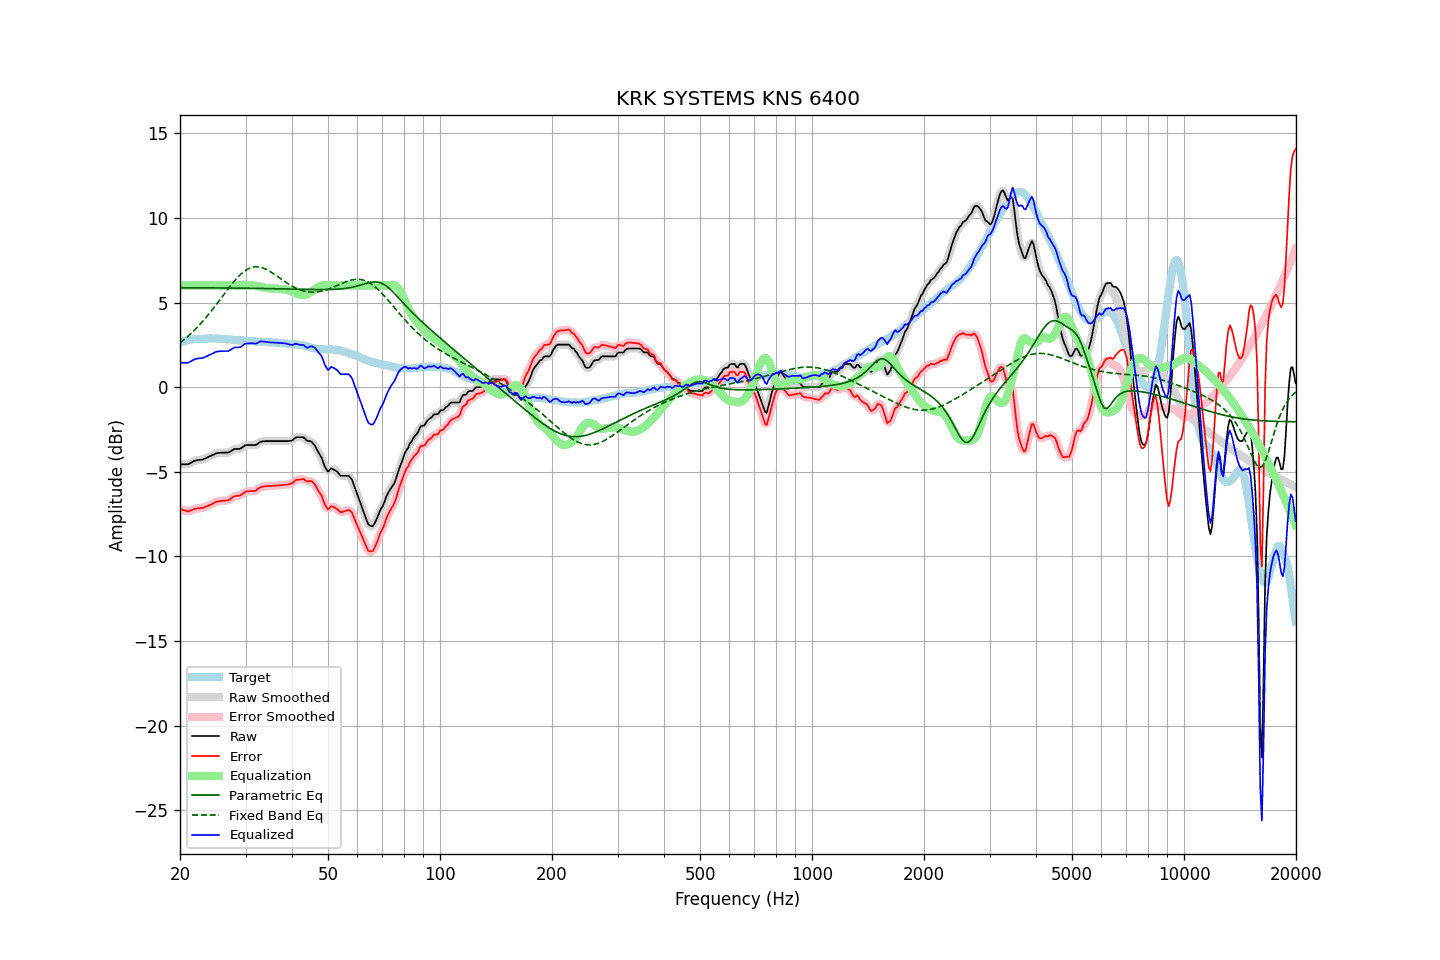 KRK SYSTEMS KNS 6400
15
10
5
0
−5
−10
−15
−20
−25
Amplitude (dBr)
Target
Raw Smoothed
Error Smoothed
Raw
Error
Equalization
Parametric Eq
Fixed Band Eq
Equalized
20 50 100 200 500 1000 2000 5000 10000 20000
Frequency (Hz)